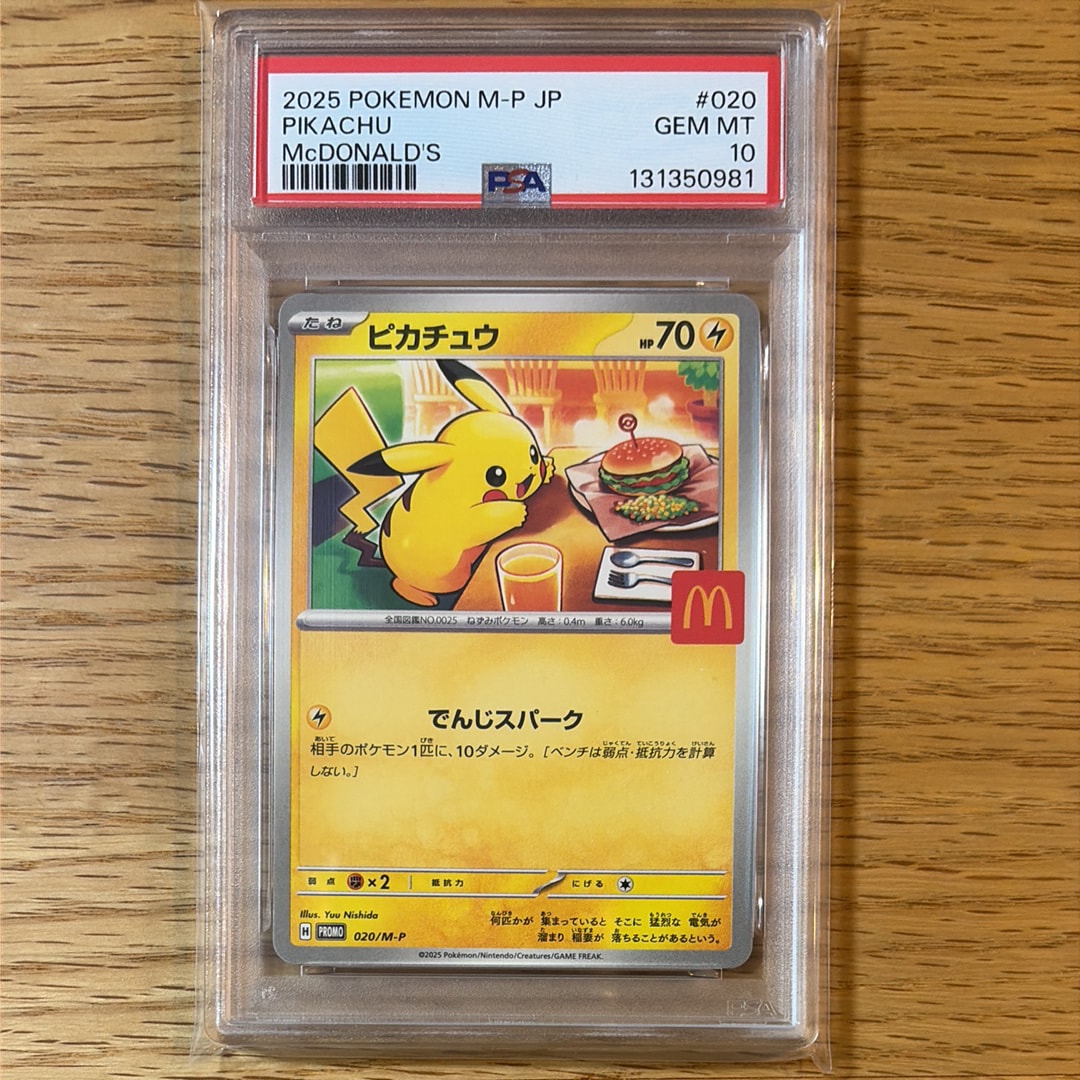 2025 POKEMON M-P JP #020
PIKACHU GEM MT
McDONALD'S 10
PSA 131350981
たね ピカチュウ HP 70
全国図鑑NO.0025 ねずみポケモン 高さ:0.4m 重さ:6.0kg
でんじスパーク
相手のポケモン1匹に、10ダメージ。[ベンチは弱点・抵抗力を計算
しない。]
弱点 ×2 抵抗力 にげる
Illus. Yuu Nishida
何匹かが 集まっていると そこに 猛烈な 電気が
H PROMO 020/M-P
溜まり 稲妻が 落ちることがあるという。
©2025 Pokémon/Nintendo/Creatures/GAME FREAK.
PSA